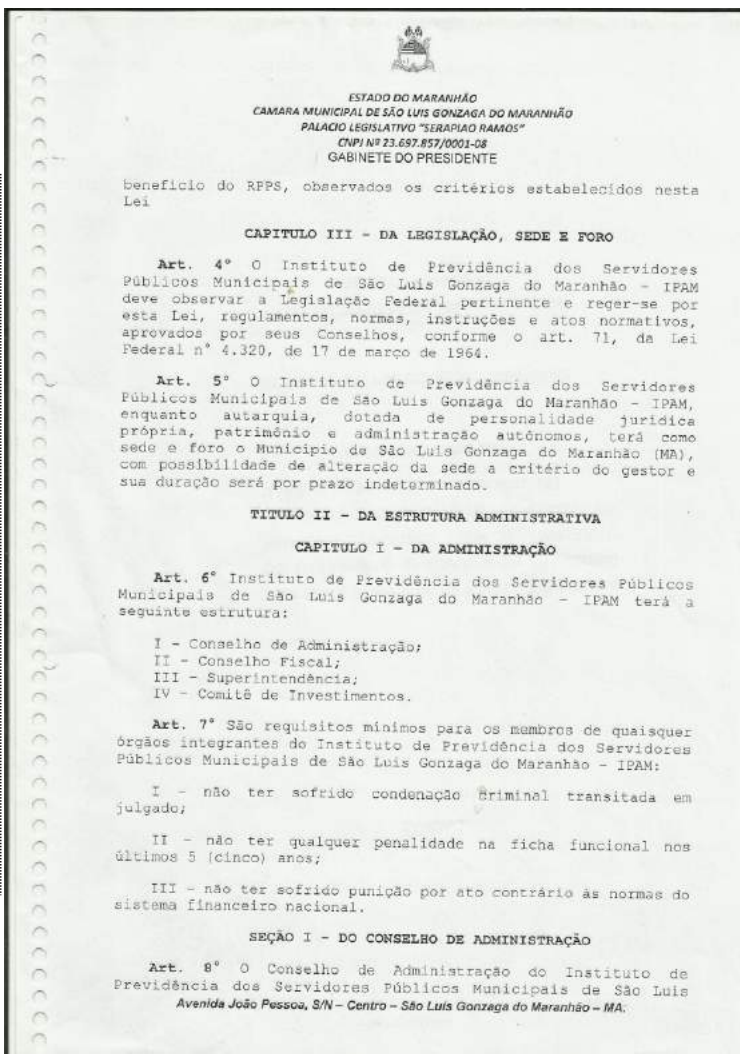 ESTADO DO MARANHÃO
CAMARA MUNICIPAL DE SÃO LUIS GONZAGA DO MARANHÃO
PALACIO LEGISLATIVO "SERAPIAO RAMOS"
CNPJ Nº 23.697.857/0001-08
GABINETE DO PRESIDENTE
beneficio do RPPS, observados os critérios estabelecidos nesta
Lei
CAPITULO III - DA LEGISLAÇÃO, SEDE E FORO
Art. 4° O Instituto de Previdência dos Servidores
Públicos Municipais de São Luis Gonzaga do Maranhão - IPAM
deve observar a Legislação Federal pertinente e reger-se por
esta Lei, regulamentos, normas, instruções e atos normativos,
aprovados por seus Conselhos, conforme o art. 71, da Lei
Federal n° 4.320, de 17 de março de 1964.
Art. 5° O Instituto de Previdência dos Servidores
Públicos Municipais de São Luis Gonzaga do Maranhão - IPAM,
enquanto autarquia, dotada de personalidade juridica
própria, patrimônio e administração autônomos, terá como
sede e foro o Municipio de São Luis Gonzaga do Maranhão (MA),
com possibilidade de alteração da sede a critério do gestor e
sua duração será por prazo indeterminado.
TITULO II - DA ESTRUTURA ADMINISTRATIVA
CAPITULO I - DA ADMINISTRAÇÃO
Art. 6° Instituto de Previdência dos Servidores Públicos
Municipais de São Luis Gonzaga do Maranhão - IPAM terá a
seguinte estrutura:
I - Conselho de Administração;
II - Conselho Fiscal;
III - Superintendência;
IV - Comitê de Investimentos.
Art. 7° São requisitos mínimos para os membros de quaisquer
órgãos integrantes do Instituto de Previdência dos Servidores
Públicos Municipais de São Luis Gonzaga do Maranhão - IPAM:
I - não ter sofrido condenação criminal transitada em
julgado;
II - não ter qualquer penalidade na ficha funcional nos
últimos 5 (cinco) anos;
III - não ter sofrido punição por ato contrário às normas do
sistema financeiro nacional.
SEÇÃO I - DO CONSELHO DE ADMINISTRAÇÃO
Art. 8° O Conselho de Administração do Instituto de
Previdência dos Servidores Públicos Municipais de São Luis
Avenida João Pessoa, S/N – Centro – São Luís Gonzaga do Maranhão – MA.